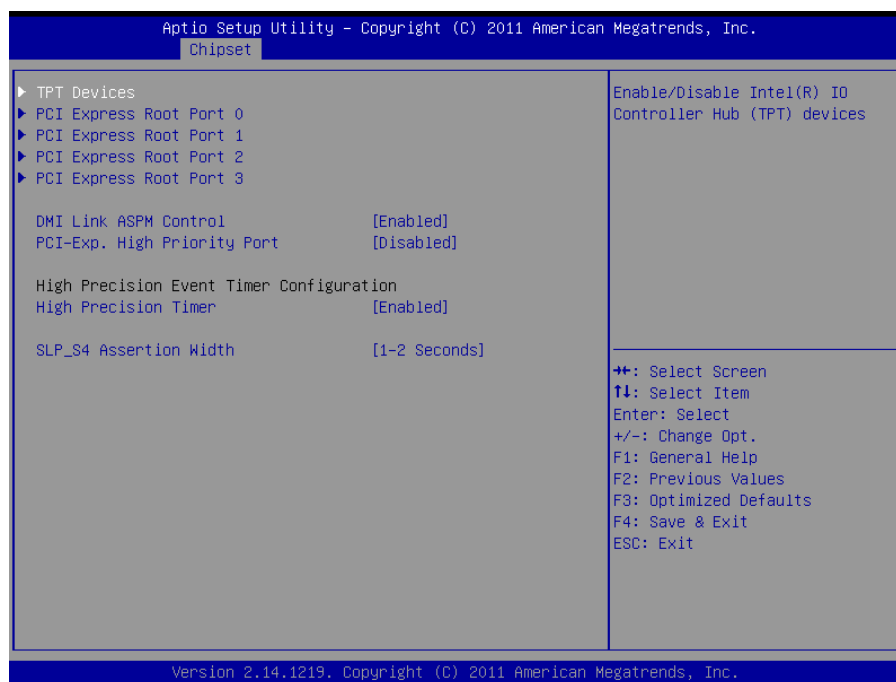 Aptio Setup Utility – Copyright (C) 2011 American Megatrends, Inc.
Chipset
TPT Devices
PCI Express Root Port 0
PCI Express Root Port 1
PCI Express Root Port 2
PCI Express Root Port 3
DMI Link ASPM Control [Enabled]
PCI-Exp. High Priority Port [Disabled]
High Precision Event Timer Configuration
High Precision Timer [Enabled]
SLP_S4 Assertion Width [1-2 Seconds]
Enable/Disable Intel(R) IO
Controller Hub (TPT) devices
→←: Select Screen
↑↓: Select Item
Enter: Select
+/-: Change Opt.
F1: General Help
F2: Previous Values
F3: Optimized Defaults
F4: Save & Exit
ESC: Exit
Version 2.14.1219. Copyright (C) 2011 American Megatrends, Inc.